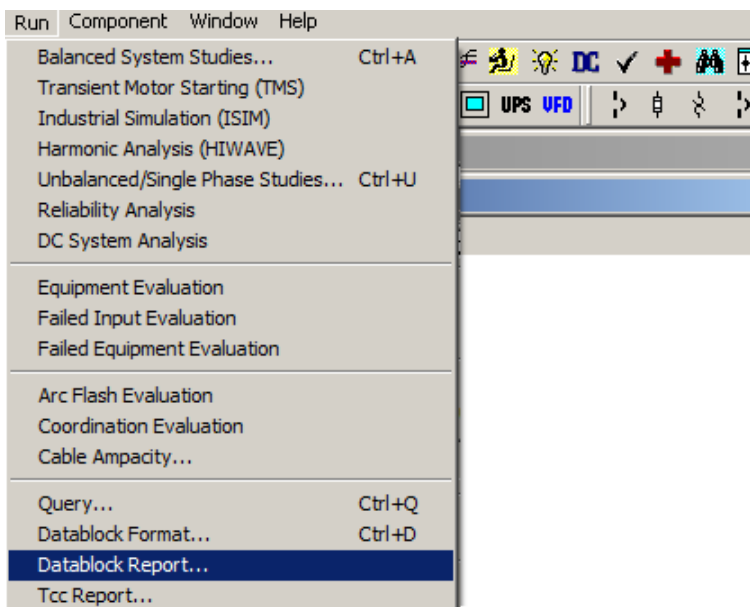 Run Component Window Help
Balanced System Studies... Ctrl+A
Transient Motor Starting (TMS)
Industrial Simulation (ISIM)
Harmonic Analysis (HIWAVE)
Unbalanced/Single Phase Studies... Ctrl+U
Reliability Analysis
DC System Analysis
Equipment Evaluation
Failed Input Evaluation
Failed Equipment Evaluation
Arc Flash Evaluation
Coordination Evaluation
Cable Ampacity...
Query... Ctrl+Q
Datablock Format... Ctrl+D
Datablock Report...
Tcc Report...
DC
UPS VFD